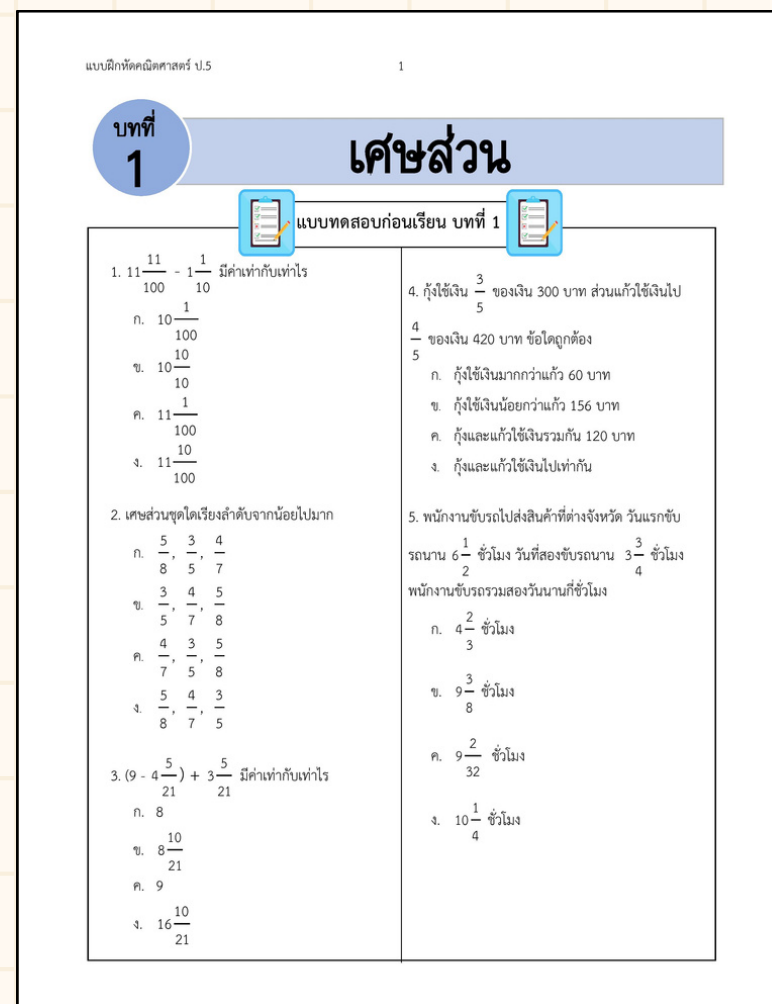 แบบฝึกหัดคณิตศาสตร์ ป.5 1
บทที่
1
เศษส่วน
แบบทดสอบก่อนเรียน บทที่ 1
1. 11 11/100 - 1 1/10 มีค่าเท่ากับเท่าไร
ก. 10 1/100
ข. 10 10/10
ค. 11 1/100
ง. 11 10/100
2. เศษส่วนชุดใดเรียงลำดับจากน้อยไปมาก
ก. 5/8, 3/5, 4/7
ข. 3/5, 4/7, 5/8
ค. 4/7, 3/5, 5/8
ง. 5/8, 4/7, 3/5
3. (9 - 4 5/21) + 3 5/21 มีค่าเท่ากับเท่าไร
ก. 8
ข. 8 10/21
ค. 9
ง. 16 10/21
4. กุ้งใช้เงิน 3/5 ของเงิน 300 บาท ส่วนแก้วใช้เงินไป
4/5 ของเงิน 420 บาท ข้อใดถูกต้อง
ก. กุ้งใช้เงินมากกว่าแก้ว 60 บาท
ข. กุ้งใช้เงินน้อยกว่าแก้ว 156 บาท
ค. กุ้งและแก้วใช้เงินรวมกัน 120 บาท
ง. กุ้งและแก้วใช้เงินไปเท่ากัน
5. พนักงานขับรถไปส่งสินค้าที่ต่างจังหวัด วันแรกขับ
รถนาน 6 1/2 ชั่วโมง วันที่สองขับรถนาน 3 3/4 ชั่วโมง
พนักงานขับรถรวมสองวันนานกี่ชั่วโมง
ก. 4 2/3 ชั่วโมง
ข. 9 3/8 ชั่วโมง
ค. 9 2/32 ชั่วโมง
ง. 10 1/4 ชั่วโมง